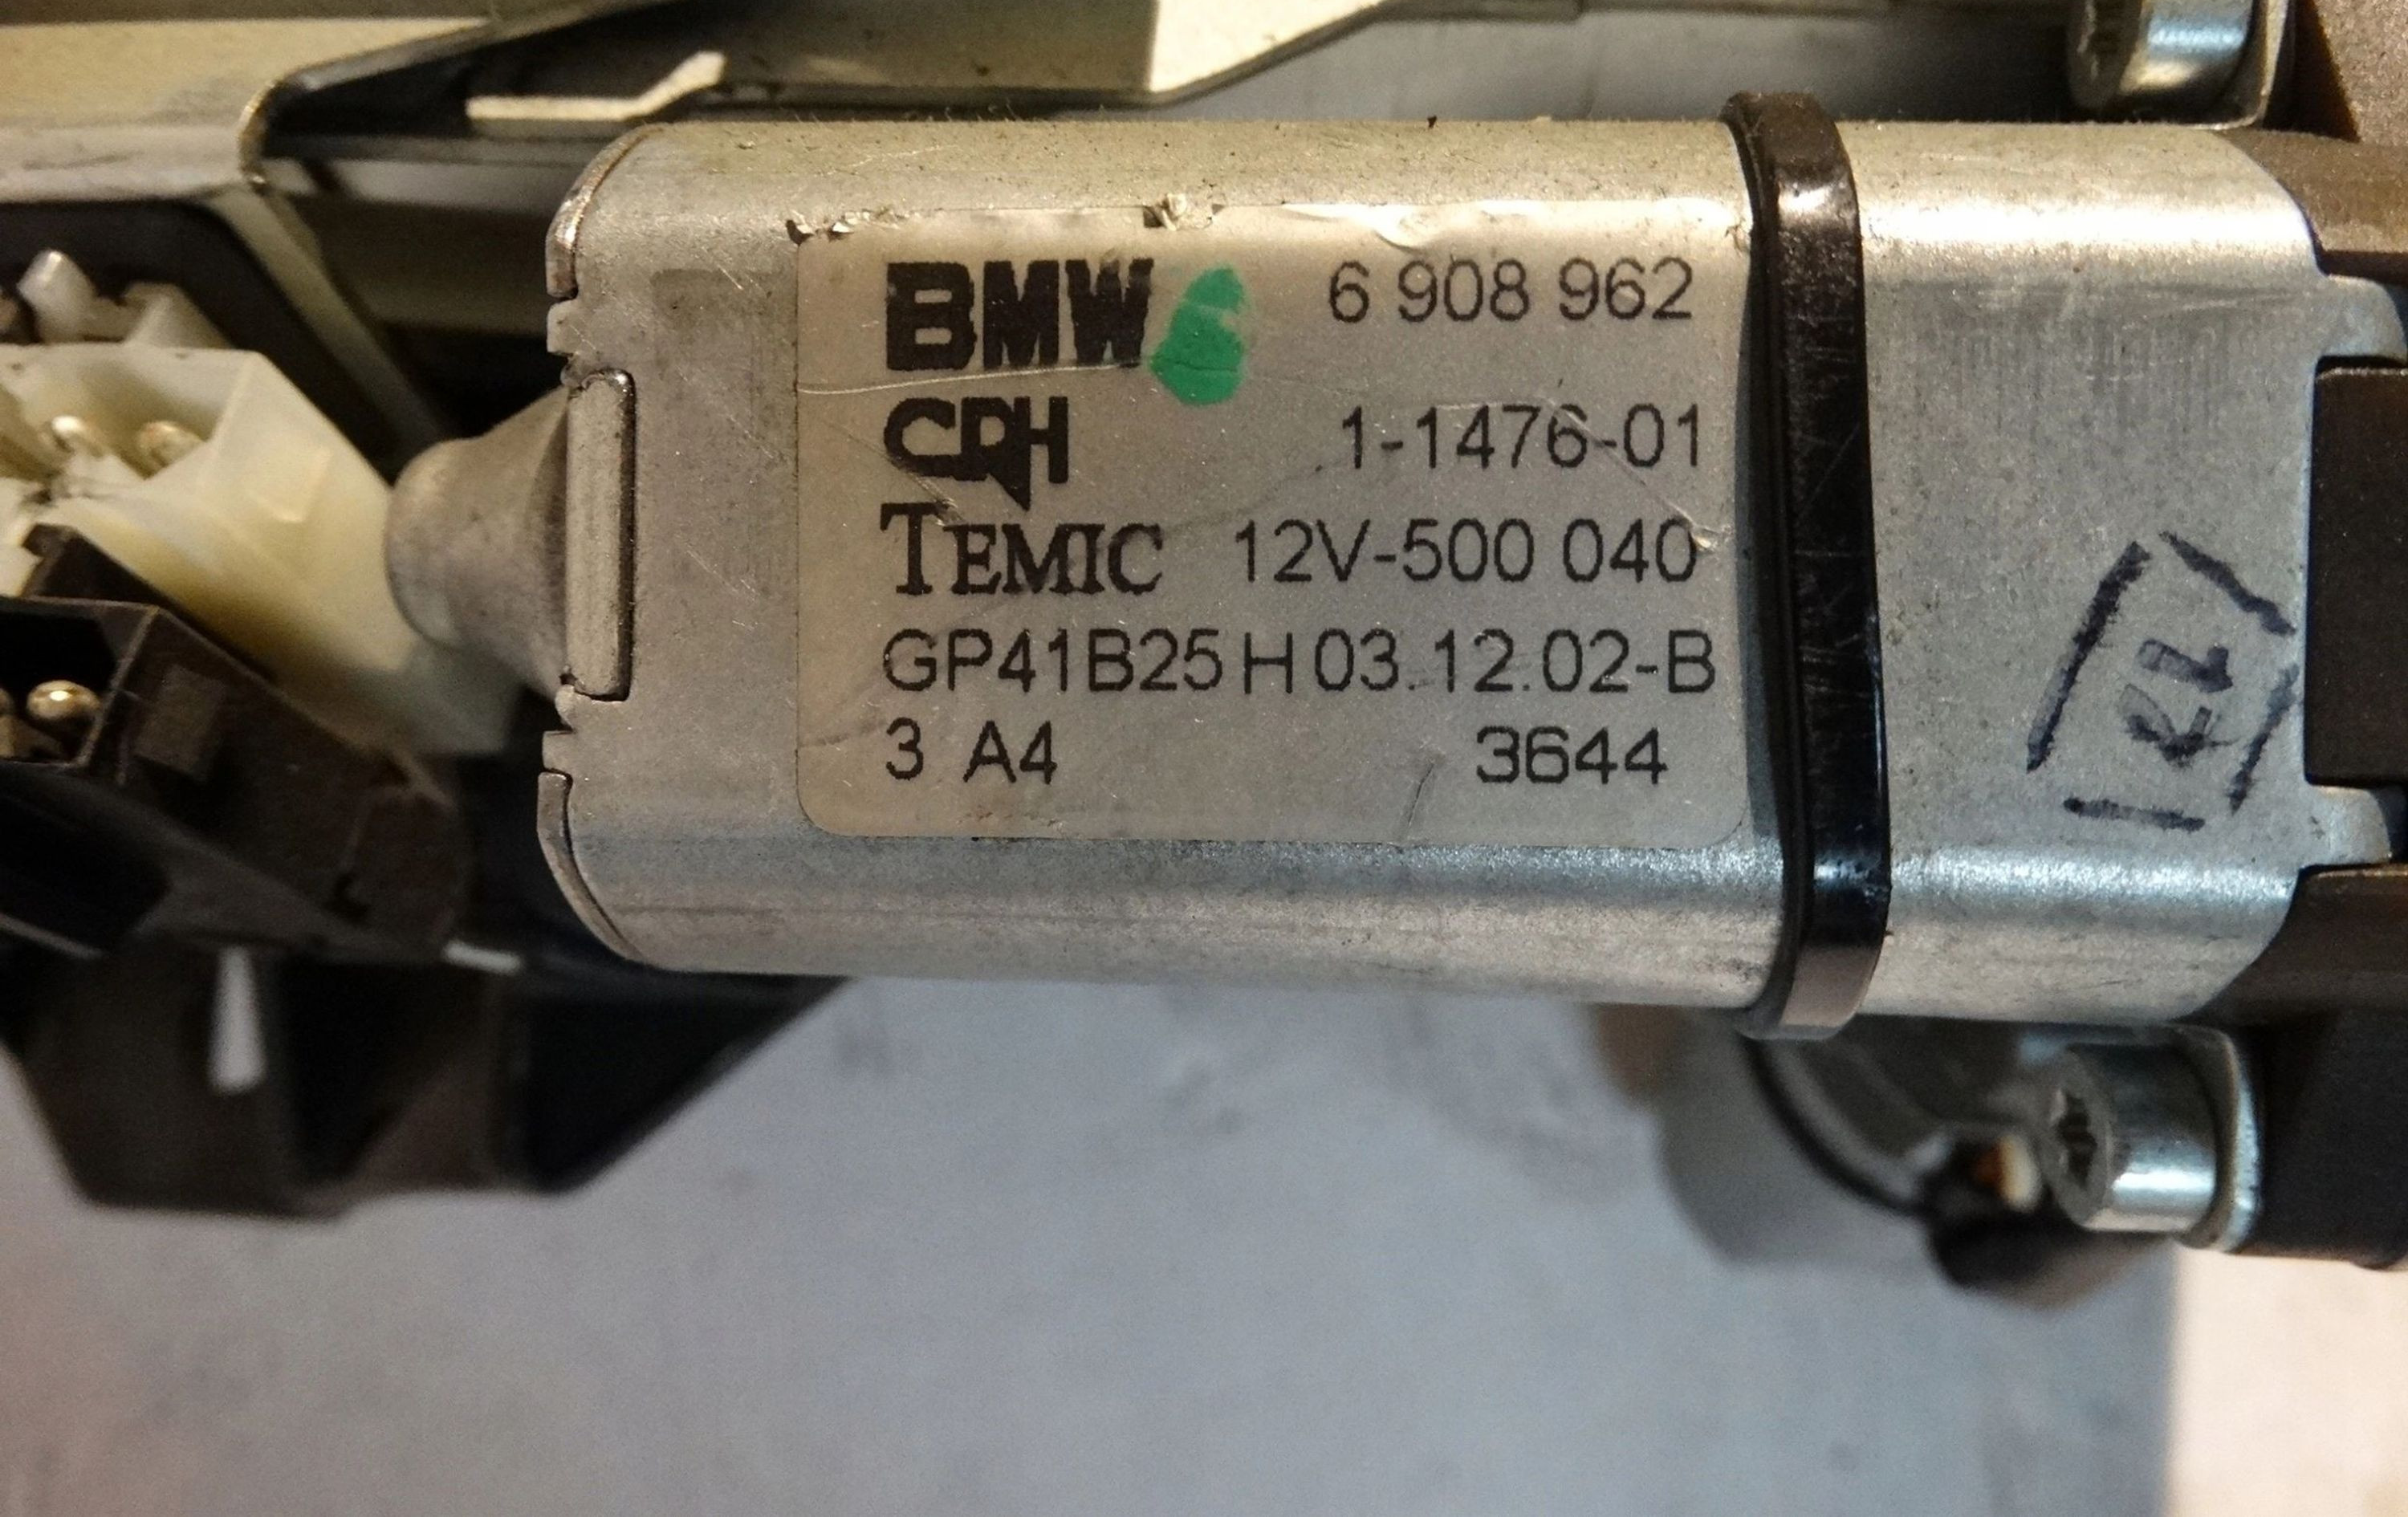 BMW 6 908 962
CRH 1-1476-01
TEMIC 12V-500 040
GP41B25 H 03.12.02-B
3 A4 3644